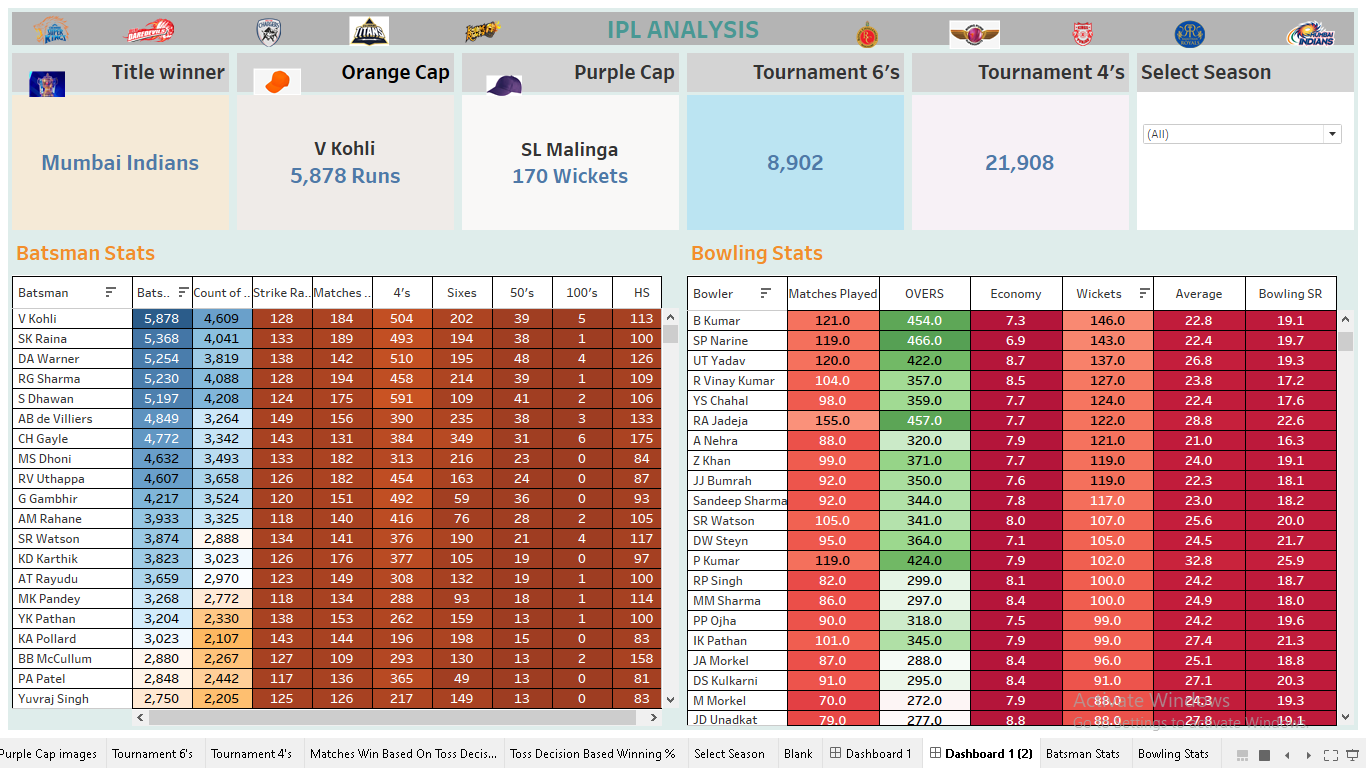 IPL ANALYSIS
Title winner
Orange Cap
Purple Cap
Tournament 6's
Tournament 4's
Select Season
Mumbai Indians
V Kohli
5,878 Runs
SL Malinga
170 Wickets
8,902
21,908
(All)
Batsman Stats
Batsman Bats.. Count of .. Strike Ra.. Matches .. 4's Sixes 50's 100's HS
V Kohli 5,878 4,609 128 184 504 202 39 5 113
SK Raina 5,368 4,041 133 189 493 194 38 1 100
DA Warner 5,254 3,819 138 142 510 195 48 4 126
RG Sharma 5,230 4,088 128 194 458 214 39 1 109
S Dhawan 5,197 4,208 124 175 591 109 41 2 106
AB de Villiers 4,849 3,264 149 156 390 235 38 3 133
CH Gayle 4,772 3,342 143 131 384 349 31 6 175
MS Dhoni 4,632 3,493 133 182 313 216 23 0 84
RV Uthappa 4,607 3,658 126 182 454 163 24 0 87
G Gambhir 4,217 3,524 120 151 492 59 36 0 93
AM Rahane 3,933 3,325 118 140 416 76 28 2 105
SR Watson 3,874 2,888 134 141 376 190 21 4 117
KD Karthik 3,823 3,023 126 176 377 105 19 0 97
AT Rayudu 3,659 2,970 123 149 308 132 19 1 100
MK Pandey 3,268 2,772 118 134 288 93 18 1 114
YK Pathan 3,204 2,330 138 153 262 159 13 1 100
KA Pollard 3,023 2,107 143 144 196 198 15 0 83
BB McCullum 2,880 2,267 127 109 293 130 13 2 158
PA Patel 2,848 2,442 117 136 365 49 13 0 81
Yuvraj Singh 2,750 2,205 125 126 217 149 13 0 83
Bowling Stats
Bowler Matches Played OVERS Economy Wickets Average Bowling SR
B Kumar 121.0 454.0 7.3 146.0 22.8 19.1
SP Narine 119.0 466.0 6.9 143.0 22.4 19.7
UT Yadav 120.0 422.0 8.7 137.0 26.8 19.3
R Vinay Kumar 104.0 357.0 8.5 127.0 23.8 17.2
YS Chahal 98.0 359.0 7.7 124.0 22.4 17.6
RA Jadeja 155.0 457.0 7.7 122.0 28.8 22.6
A Nehra 88.0 320.0 7.9 121.0 21.0 16.3
Z Khan 99.0 371.0 7.7 119.0 24.0 19.1
JJ Bumrah 92.0 350.0 7.6 119.0 22.3 18.1
Sandeep Sharma 92.0 344.0 7.8 117.0 23.0 18.2
SR Watson 105.0 341.0 8.0 107.0 25.6 20.0
DW Steyn 95.0 364.0 7.1 105.0 24.5 21.7
P Kumar 119.0 424.0 7.9 102.0 32.8 25.9
RP Singh 82.0 299.0 8.1 100.0 24.2 18.7
MM Sharma 86.0 297.0 8.4 100.0 24.9 18.0
PP Ojha 90.0 318.0 7.5 99.0 24.2 19.6
IK Pathan 101.0 345.0 7.9 99.0 27.4 21.3
JA Morkel 87.0 288.0 8.4 96.0 25.1 18.8
DS Kulkarni 91.0 295.0 8.4 91.0 27.1 20.3
M Morkel 70.0 272.0 7.9 88.0 24.3 19.3
JD Unadkat 79.0 277.0 8.8 88.0 27.8 19.1
Activate Windows
Go to Settings to activate Windows.
Purple Cap images Tournament 6's Tournament 4's Matches Win Based On Toss Decis... Toss Decision Based Winning % Select Season Blank Dashboard 1 Dashboard 1 (2) Batsman Stats Bowling Stats